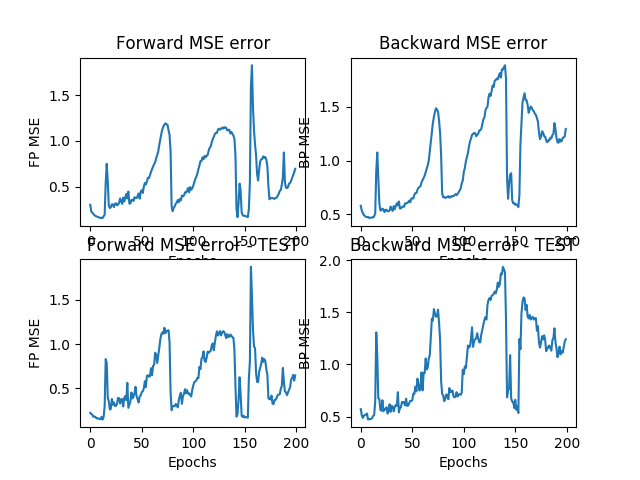 Forward MSE error
Backward MSE error
FP MSE
1.5
1.0
0.5
BP MSE
1.5
1.0
0.5
0 50 100 150 200
0 50 100 150 200
Epochs
Epochs
Forward MSE error - TEST
Backward MSE error - TEST
FP MSE
1.5
1.0
0.5
BP MSE
2.0
1.5
1.0
0.5
0 50 100 150 200
0 50 100 150 200
Epochs
Epochs